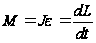 M = Jε = dL/dt